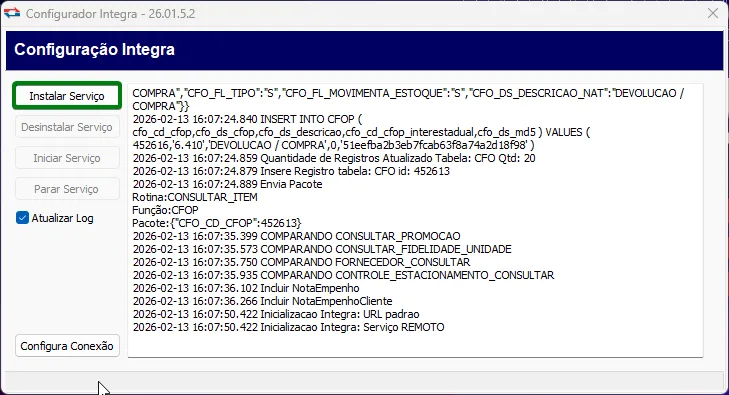 Configurador Integra - 26.01.5.2
Configuração Integra
Instalar Serviço
Desinstalar Serviço
Iniciar Serviço
Parar Serviço
Atualizar Log
Configura Conexão
COMPRA","CFO_FL_TIPO":"S","CFO_FL_MOVIMENTA_ESTOQUE":"S","CFO_DS_DESCRICAO_NAT":"DEVOLUCAO /
COMPRA"}}
2026-02-13 16:07:24.840 INSERT INTO CFOP (
cfo_cd_cfop,cfo_ds_cfop,cfo_ds_descricao,cfo_cd_cfop_interestadual,cfo_ds_md5 ) VALUES (
452616,'6.410','DEVOLUCAO / COMPRA',0,'51eefba2b3eb7fcab63f8a74a2d18f98' )
2026-02-13 16:07:24.859 Quantidade de Registros Atualizado Tabela: CFO Qtd: 20
2026-02-13 16:07:24.879 Insere Registro tabela: CFO id: 452613
2026-02-13 16:07:24.889 Envia Pacote
Rotina:CONSULTAR_ITEM
Função:CFOP
Pacote:{"CFO_CD_CFOP":452613}
2026-02-13 16:07:35.399 COMPARANDO CONSULTAR_PROMOCAO
2026-02-13 16:07:35.573 COMPARANDO CONSULTAR_FIDELIDADE_UNIDADE
2026-02-13 16:07:35.750 COMPARANDO FORNECEDOR_CONSULTAR
2026-02-13 16:07:35.935 COMPARANDO CONTROLE_ESTACIONAMENTO_CONSULTAR
2026-02-13 16:07:36.102 Incluir NotaEmpenho
2026-02-13 16:07:36.266 Incluir NotaEmpenhoCliente
2026-02-13 16:07:50.422 Inicializacao Integra: URL padrao
2026-02-13 16:07:50.422 Inicializacao Integra: Serviço REMOTO